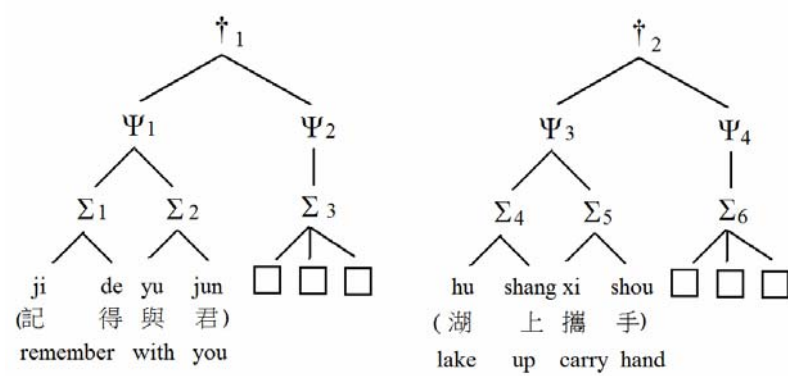 †1 †2
Ψ1 Ψ2 Ψ3 Ψ4
Σ1 Σ2 Σ3 Σ4 Σ5 Σ6
ji de yu jun hu shang xi shou
(記 得 與 君) (湖 上 攜 手)
remember with you lake up carry hand